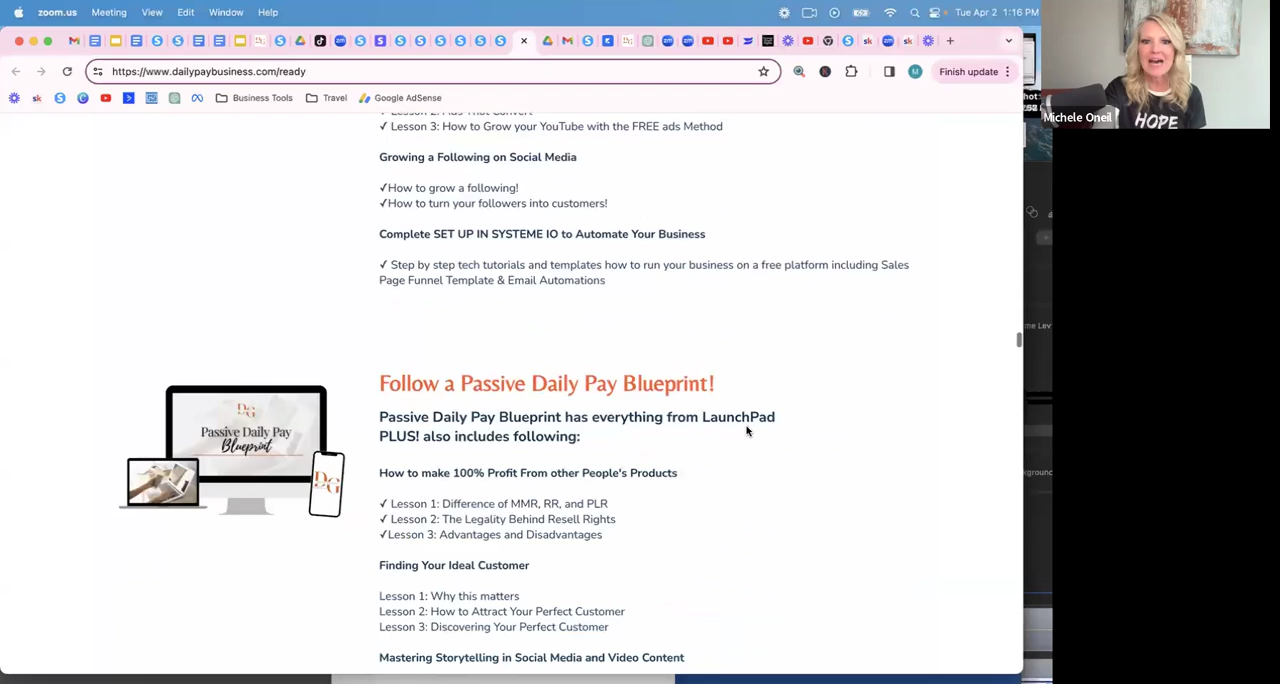 zoom.us Meeting View Edit Window Help
Tue Apr 2 1:16 PM
https://www.dailypaybusiness.com/ready
Finish update
Business Tools Travel Google AdSense
Michele Oneil
HOPE
✓ Lesson 2: Ads That Convert
✓ Lesson 3: How to Grow your YouTube with the FREE ads Method
Growing a Following on Social Media
✓How to grow a following!
✓How to turn your followers into customers!
Complete SET UP IN SYSTEME IO to Automate Your Business
✓ Step by step tech tutorials and templates how to run your business on a free platform including Sales
Page Funnel Template & Email Automations
Follow a Passive Daily Pay Blueprint!
Passive Daily Pay Blueprint has everything from LaunchPad
PLUS! also includes following:
DG
Passive Daily Pay
Blueprint
DG
How to make 100% Profit From other People's Products
✓ Lesson 1: Difference of MMR, RR, and PLR
✓ Lesson 2: The Legality Behind Resell Rights
✓Lesson 3: Advantages and Disadvantages
Finding Your Ideal Customer
Lesson 1: Why this matters
Lesson 2: How to Attract Your Perfect Customer
Lesson 3: Discovering Your Perfect Customer
Mastering Storytelling in Social Media and Video Content